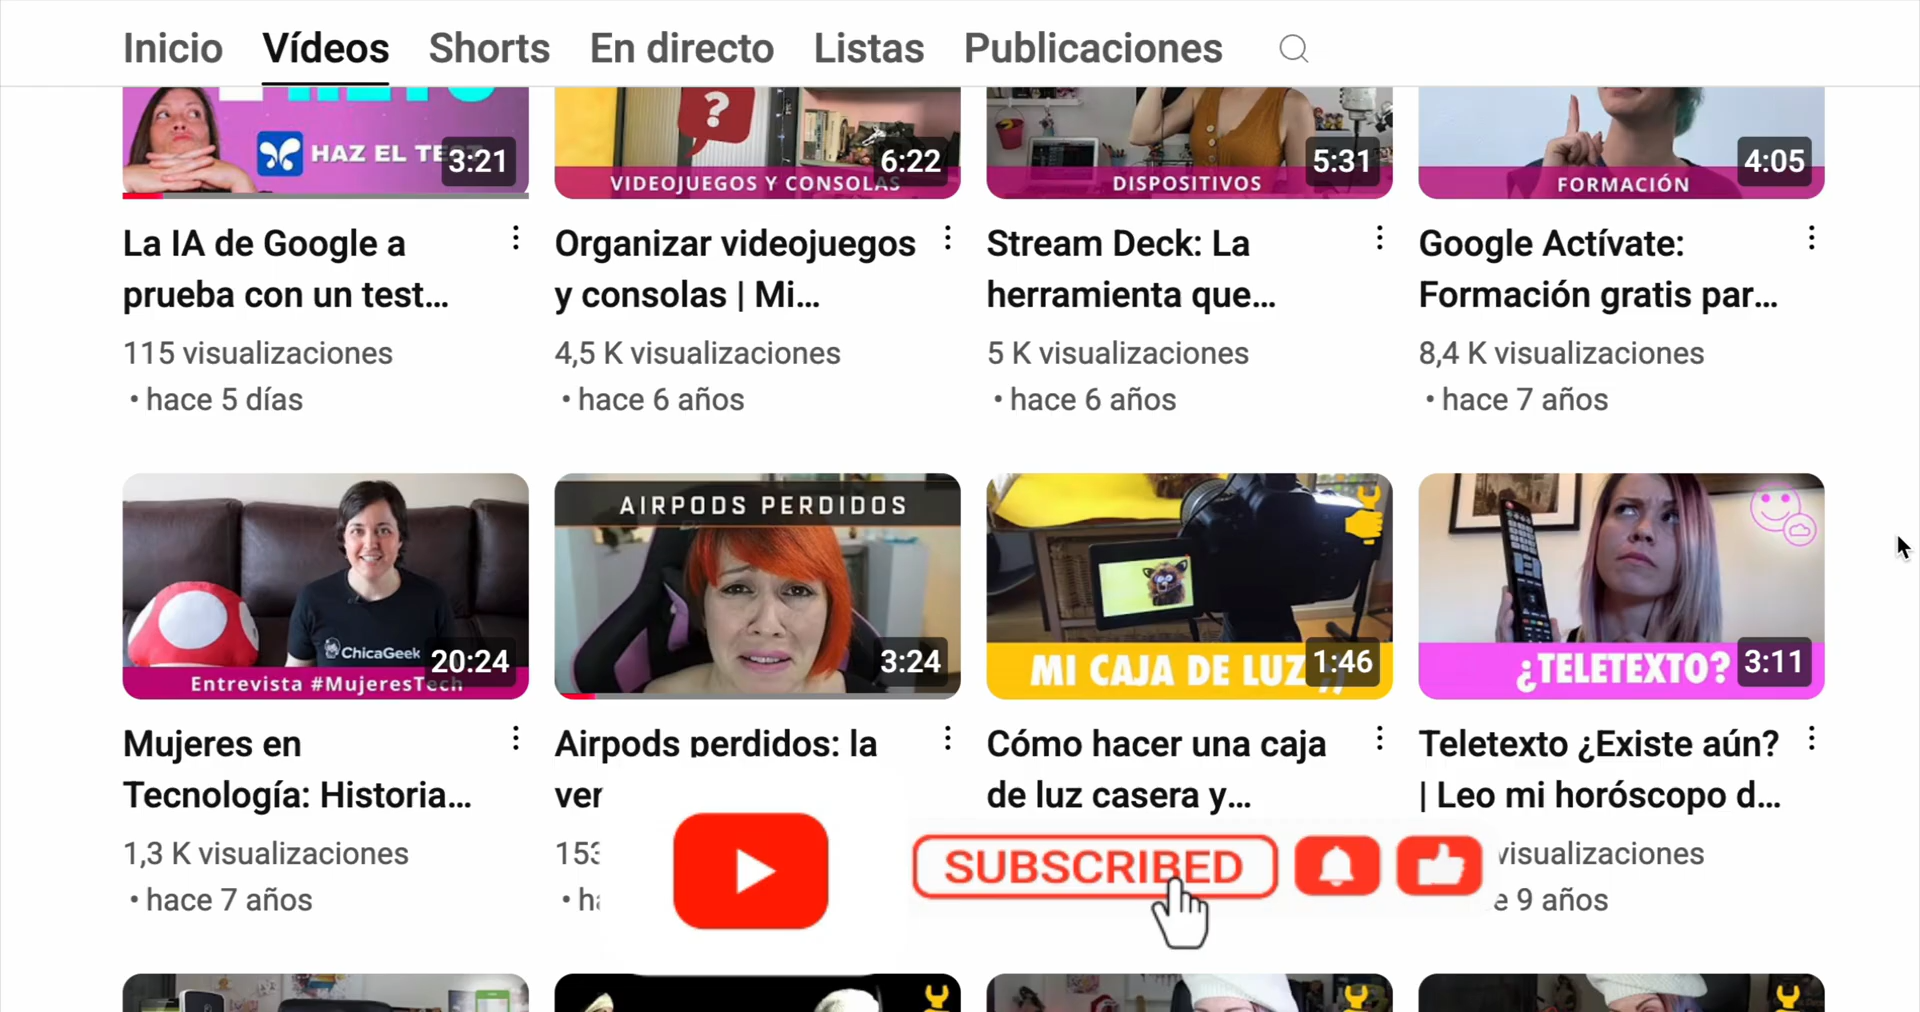 Inicio Vídeos Shorts En directo Listas Publicaciones
HAZ EL TE
3:21
?
6:22
VIDEOJUEGOS Y CONSOLAS
5:31
DISPOSITIVOS
4:05
FORMACIÓN
La IA de Google a
prueba con un test...
115 visualizaciones
• hace 5 días
Organizar videojuegos
y consolas | Mi...
4,5 K visualizaciones
• hace 6 años
Stream Deck: La
herramienta que...
5 K visualizaciones
• hace 6 años
Google Actívate:
Formación gratis par...
8,4 K visualizaciones
• hace 7 años
ChicaGeek
20:24
Entrevista #MujeresTech
AIRPODS PERDIDOS
3:24
MI CAJA DE LUZ
1:46
¿TELETEXTO?
3:11
Mujeres en
Tecnología: Historia...
1,3 K visualizaciones
• hace 7 años
Airpods perdidos: la
ver
153
• ha
Cómo hacer una caja
de luz casera y...
Teletexto ¿Existe aún?
| Leo mi horóscopo d...
visualizaciones
e 9 años
SUBSCRIBED